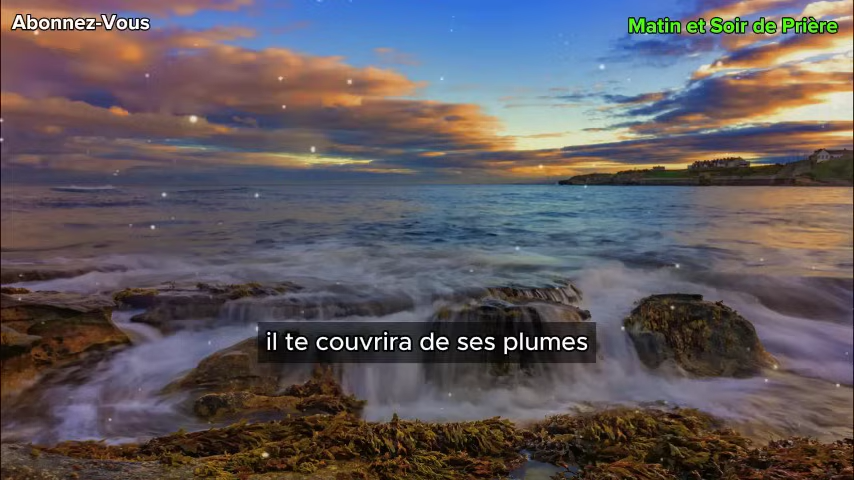 Abonnez-Vous
Matin et Soir de Prière
il te couvrira de ses plumes